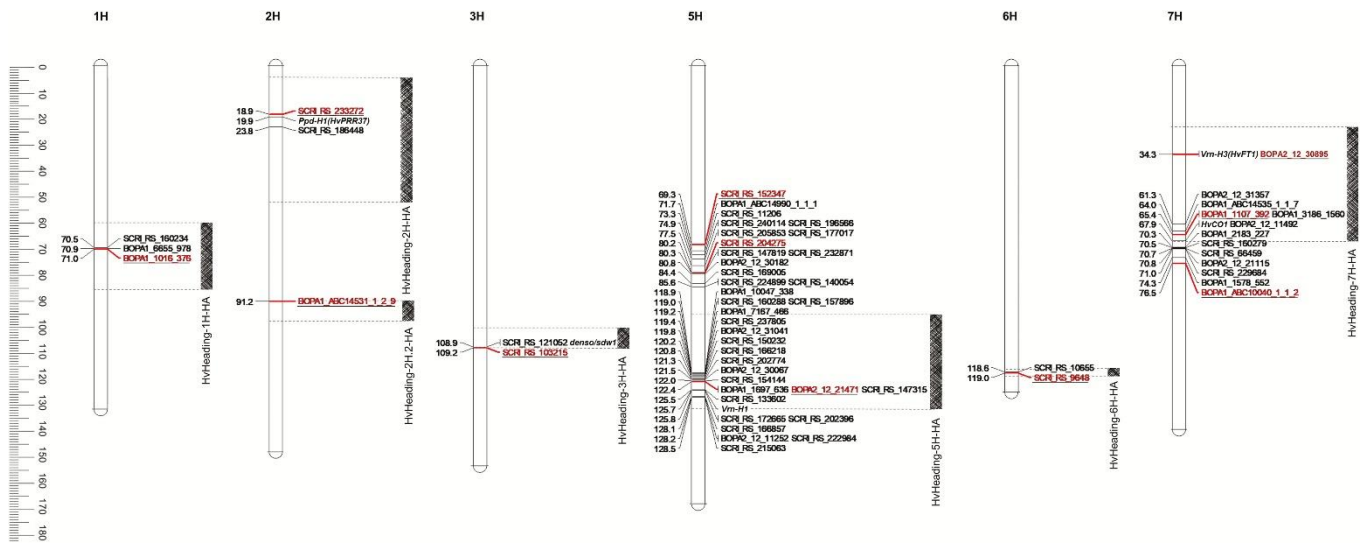 1H
2H
3H
5H
6H
7H
0
10
20
30
40
50
60
70
80
90
100
110
120
130
140
150
160
170
180
70.5 SCRI_RS_160234
70.9 BOPA1_6655_978
71.0 BOPA1_1016_376
HvHeading-1H-HA
18.9 SCRI_RS_233272
19.9 Ppd-H1(HvPRR37)
23.8 SCRI_RS_186448
91.2 BOPA1_ABC14531_1_2_9
HvHeading-2H-HA
HvHeading-2H.2-HA
108.9 SCRI_RS_121052 denso/sdw1
109.2 SCRI_RS_103215
HvHeading-3H-HA
69.3 SCRI_RS_152347
71.7 BOPA1_ABC14990_1_1_1
73.3 SCRI_RS_11206
74.9 SCRI_RS_240114 SCRI_RS_196566
77.5 SCRI_RS_205853 SCRI_RS_177017
80.2 SCRI_RS_204275
80.3 SCRI_RS_147819 SCRI_RS_232871
80.8 BOPA2_12_30182
84.4 SCRI_RS_169005
85.6 SCRI_RS_224899 SCRI_RS_140054
118.9 BOPA1_10047_338
119.0 SCRI_RS_160288 SCRI_RS_157896
119.2 BOPA1_7167_466
119.4 SCRI_RS_237805
119.8 BOPA2_12_31041
120.2 SCRI_RS_150232
120.8 SCRI_RS_166218
121.3 SCRI_RS_202774
121.5 BOPA2_12_30067
122.0 SCRI_RS_154144
122.4 BOPA1_1697_636 BOPA2_12_21471 SCRI_RS_147315
125.5 SCRI_RS_133602
125.7 Vrn-H1
125.8 SCRI_RS_172665 SCRI_RS_202396
128.1 SCRI_RS_166857
128.2 BOPA2_12_11252 SCRI_RS_222984
128.5 SCRI_RS_215063
HvHeading-5H-HA
118.6 SCRI_RS_10655
119.0 SCRI_RS_9648
HvHeading-6H-HA
34.3 Vrn-H3(HvFT1) BOPA2_12_30895
61.3 BOPA2_12_31357
64.0 BOPA1_ABC14535_1_1_7
65.4 BOPA1_1107_392 BOPA1_3186_1560
67.9 HvCO1 BOPA2_12_11492
70.3 BOPA1_2183_227
70.5 SCRI_RS_160279
70.7 SCRI_RS_66459
70.8 BOPA2_12_21115
71.0 SCRI_RS_229684
74.3 BOPA1_1578_552
76.5 BOPA1_ABC10040_1_1_2
HvHeading-7H-HA